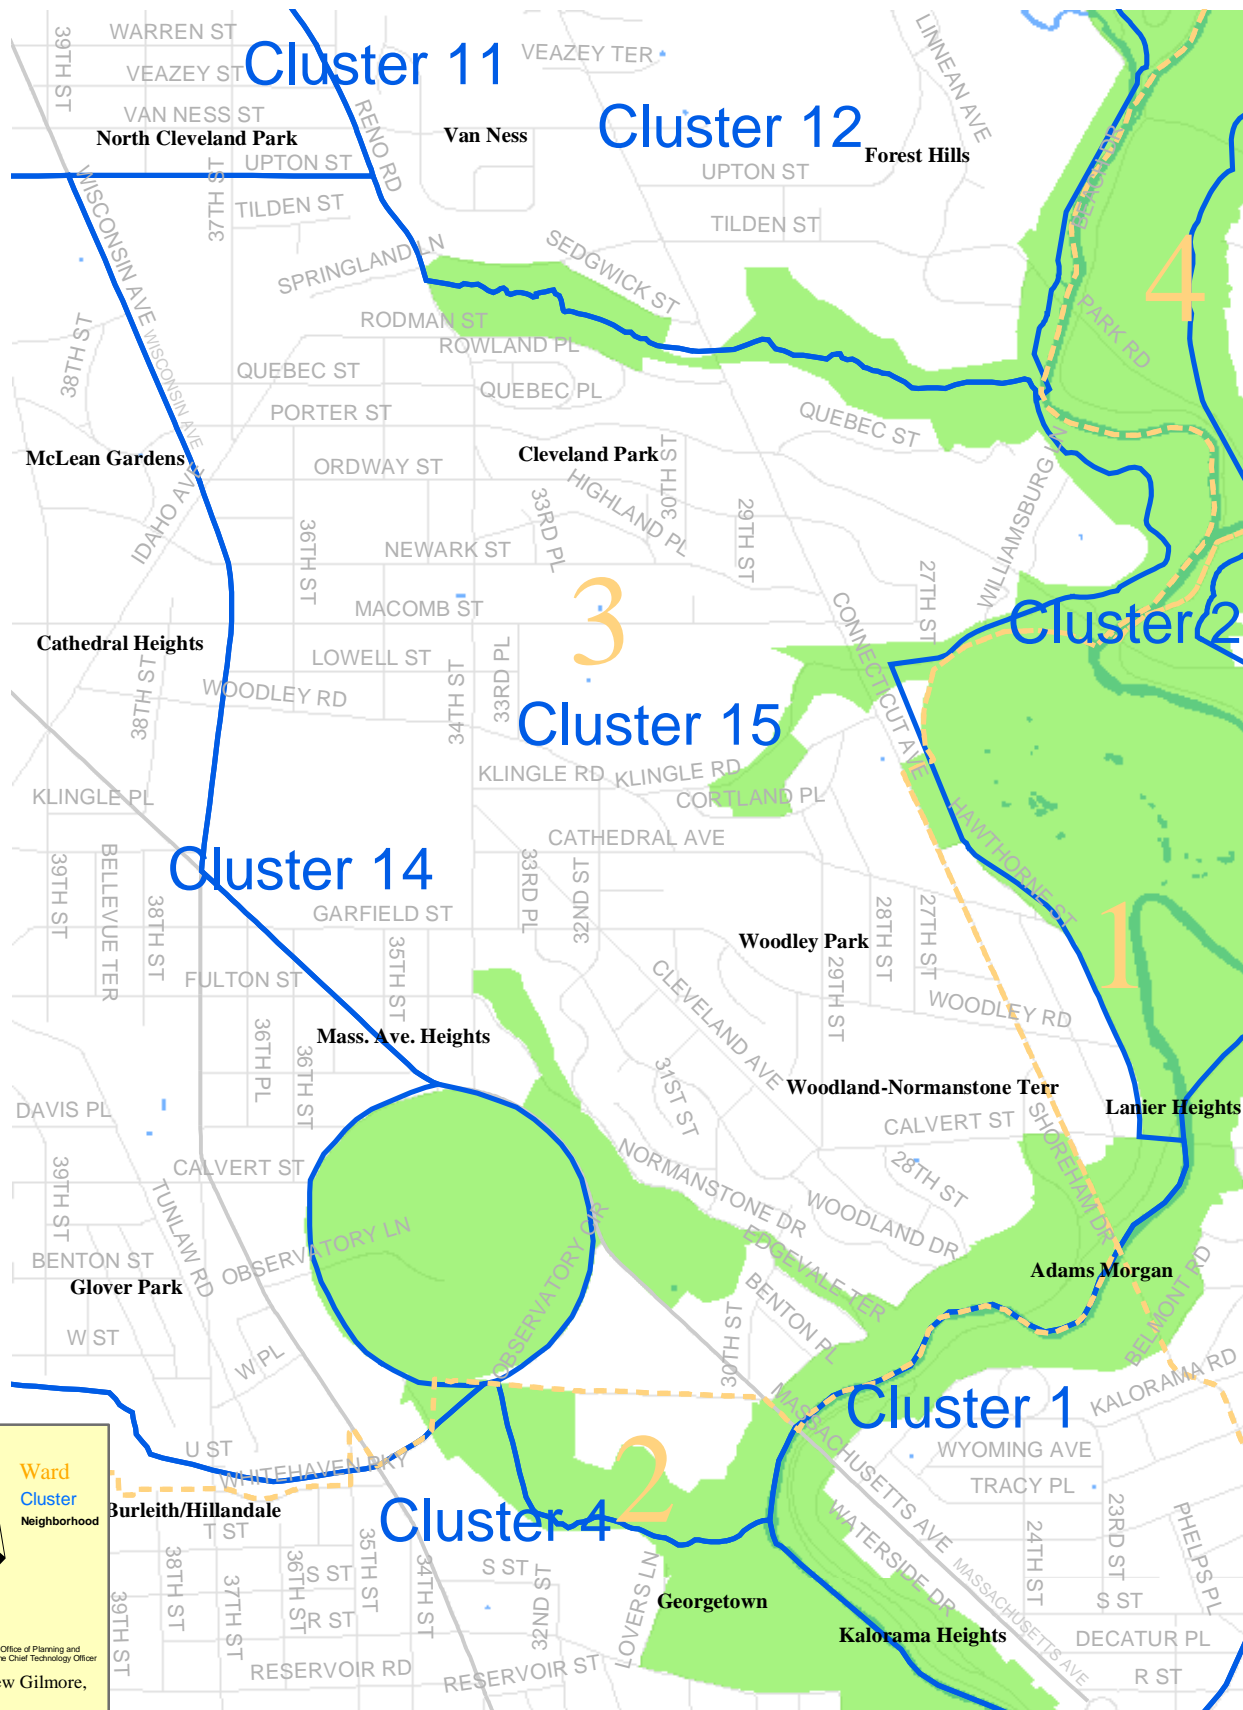 WARREN ST
39TH ST
VEAZEY ST
Cluster 11
VEAZEY TER
LINNEAN AVE
VAN NESS ST
RENO RD
North Cleveland Park
Van Ness
Cluster 12
Forest Hills
UPTON ST
UPTON ST
BEACH DR
WISCONSIN AVE
37TH ST
TILDEN ST
TILDEN ST
SPRINGLAND LN
SEDGWICK ST
4
PARK RD
RODMAN ST
ROWLAND PL
38TH ST
WISCONSIN AVE
QUEBEC ST
QUEBEC PL
PORTER ST
QUEBEC ST
McLean Gardens
ORDWAY ST
Cleveland Park
30TH ST
WILLIAMSBURG LN
IDAHO AVE
HIGHLAND PL
33RD PL
36TH ST
29TH ST
NEWARK ST
27TH ST
MACOMB ST
3
CONNECTICUT AVE
Cluster 2
Cathedral Heights
LOWELL ST
38TH ST
WOODLEY RD
34TH ST
33RD PL
Cluster 15
KLINGLE RD
KLINGLE RD
KLINGLE PL
CORTLAND PL
HAWTHORNE ST
CATHEDRAL AVE
Cluster 14
39TH ST
BELLEVUE TER
38TH ST
33RD PL
32ND ST
GARFIELD ST
28TH ST
27TH ST
1
Woodley Park
35TH ST
FULTON ST
CLEVELAND AVE
29TH ST
WOODLEY RD
36TH PL
Mass. Ave. Heights
36TH ST
31ST ST
Woodland-Normanstone Terr
DAVIS PL
Lanier Heights
CALVERT ST
SHOREHAM DR
CALVERT ST
39TH ST
NORMANSTONE DR
28TH ST
TUNLAW RD
WOODLAND DR
OBSERVATORY LN
OBSERVATORY CIR
EDGEVALE TER
BENTON ST
Glover Park
Adams Morgan
BENTON PL
BELMONT RD
W ST
W PL
30TH ST
KALORAMA RD
MASSACHUSETTS AVE
Cluster 1
U ST
WYOMING AVE
WHITEHAVEN PKY
2
TRACY PL
Ward
Cluster
Neighborhood
Burleith/Hillandale
Cluster 4
WATERSIDE DR
23RD ST
PHELPS PL
T ST
24TH ST
38TH ST
37TH ST
36TH ST
35TH ST
34TH ST
S ST
S ST
32ND ST
LOVERS LN
MASSACHUSETTS AVE
S ST
39TH ST
R ST
Georgetown
Kalorama Heights
DECATUR PL
Office of Planning and
e Chief Technology Officer
RESERVOIR RD
RESERVOIR ST
R ST
ew Gilmore,